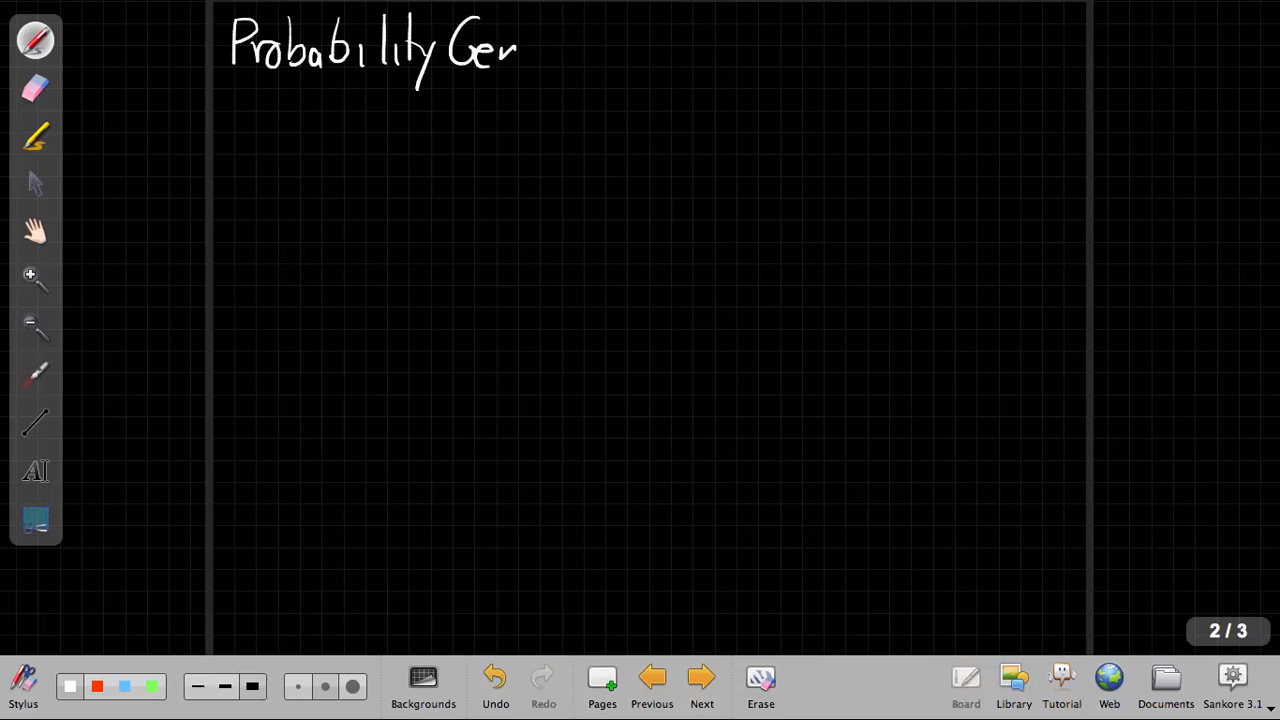 Probability Gen
2 / 3
Stylus
Backgrounds
Undo
Redo
Pages
Previous
Next
Erase
Board
Library
Tutorial
Web
Documents
Sankore 3.1